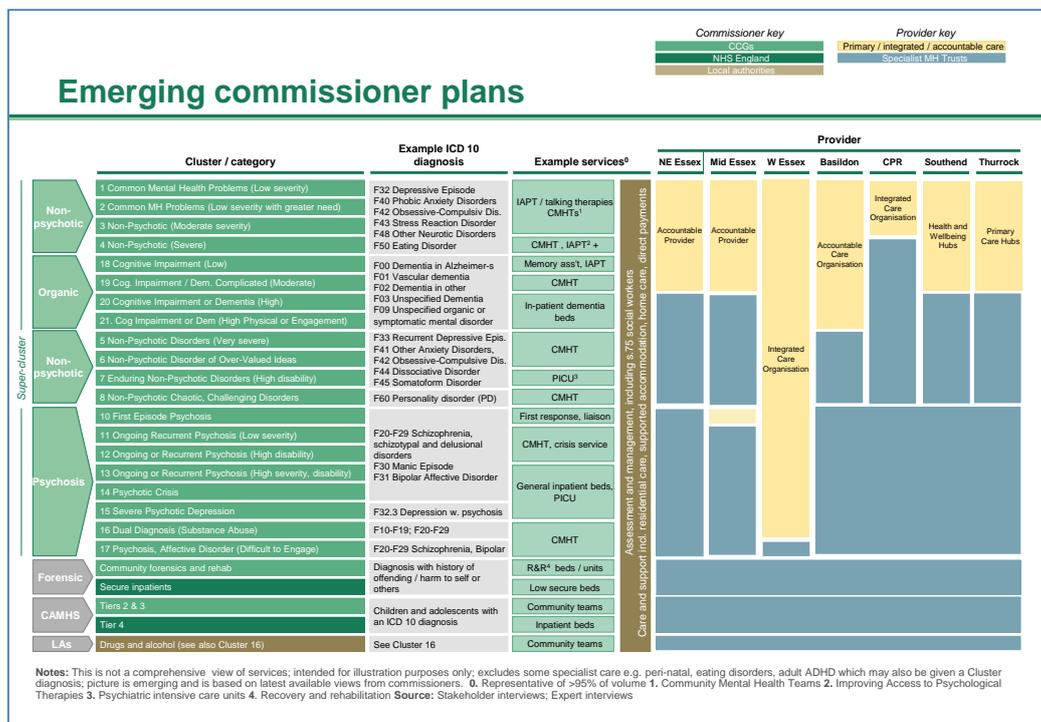 Commissioner key
Provider key
CCGs
Primary / integrated / accountable care
NHS England
Specialist MH Trusts
Local authorities
Emerging commissioner plans
Provider
Cluster / category
Example ICD 10
diagnosis
Example services⁰
NE Essex
Mid Essex
W Essex
Basildon
CPR
Southend
Thurrock
Super-cluster
Non-
psychotic
1 Common Mental Health Problems (Low severity)
2 Common MH Problems (Low severity with greater need)
3 Non-Psychotic (Moderate severity)
4 Non-Psychotic (Severe)
F32 Depressive Episode
F40 Phobic Anxiety Disorders
F42 Obsessive-Compulsiv Dis.
F43 Stress Reaction Disorder
F48 Other Neurotic Disorders
F50 Eating Disorder
IAPT / talking therapies
CMHTs¹
CMHT , IAPT² +
Organic
18 Cognitive Impairment (Low)
19 Cog. Impairment / Dem. Complicated (Moderate)
20 Cognitive Impairment or Dementia (High)
21. Cog Impairment or Dem (High Physical or Engagement)
F00 Dementia in Alzheimer-s
F01 Vascular dementia
F02 Dementia in other
F03 Unspecified Dementia
F09 Unspecified organic or
symptomatic mental disorder
Memory ass't, IAPT
CMHT
In-patient dementia
beds
Non-
psychotic
5 Non-Psychotic Disorders (Very severe)
6 Non-Psychotic Disorder of Over-Valued Ideas
7 Enduring Non-Psychotic Disorders (High disability)
8 Non-Psychotic Chaotic, Challenging Disorders
F33 Recurrent Depressive Epis.
F41 Other Anxiety Disorders,
F42 Obsessive-Compulsive Dis.
F44 Dissociative Disorder
F45 Somatoform Disorder
F60 Personality disorder (PD)
CMHT
PICU³
CMHT
Psychosis
10 First Episode Psychosis
11 Ongoing Recurrent Psychosis (Low severity)
12 Ongoing or Recurrent Psychosis (High disability)
13 Ongoing or Recurrent Psychosis (High severity, disability)
14 Psychotic Crisis
15 Severe Psychotic Depression
16 Dual Diagnosis (Substance Abuse)
17 Psychosis, Affective Disorder (Difficult to Engage)
F20-F29 Schizophrenia,
schizotypal and delusional
disorders
F30 Manic Episode
F31 Bipolar Affective Disorder
F32.3 Depression w. psychosis
F10-F19; F20-F29
F20-F29 Schizophrenia, Bipolar
First response, liaison
CMHT, crisis service
General inpatient beds,
PICU
CMHT
Forensic
Community forensics and rehab
Secure inpatients
Diagnosis with history of
offending / harm to self or
others
R&R⁴ beds / units
Low secure beds
CAMHS
Tiers 2 & 3
Tier 4
Children and adolescents with
an ICD 10 diagnosis
Community teams
Inpatient beds
LAs
Drugs and alcohol (see also Cluster 16)
See Cluster 16
Community teams
Assessment and management, including s.75 social workers
Care and support incl. residential care, supported accommodation, home care, direct payments
Accountable
Provider
Accountable
Provider
Integrated
Care
Organisation
Accountable
Care
Organisation
Integrated
Care
Organisation
Health and
Wellbeing
Hubs
Primary
Care Hubs
Notes: This is not a comprehensive view of services; intended for illustration purposes only; excludes some specialist care e.g. peri-natal, eating disorders, adult ADHD which may also be given a Cluster
diagnosis; picture is emerging and is based on latest available views from commissioners. 0. Representative of >95% of volume 1. Community Mental Health Teams 2. Improving Access to Psychological
Therapies 3. Psychiatric intensive care units 4. Recovery and rehabilitation Source: Stakeholder interviews; Expert interviews